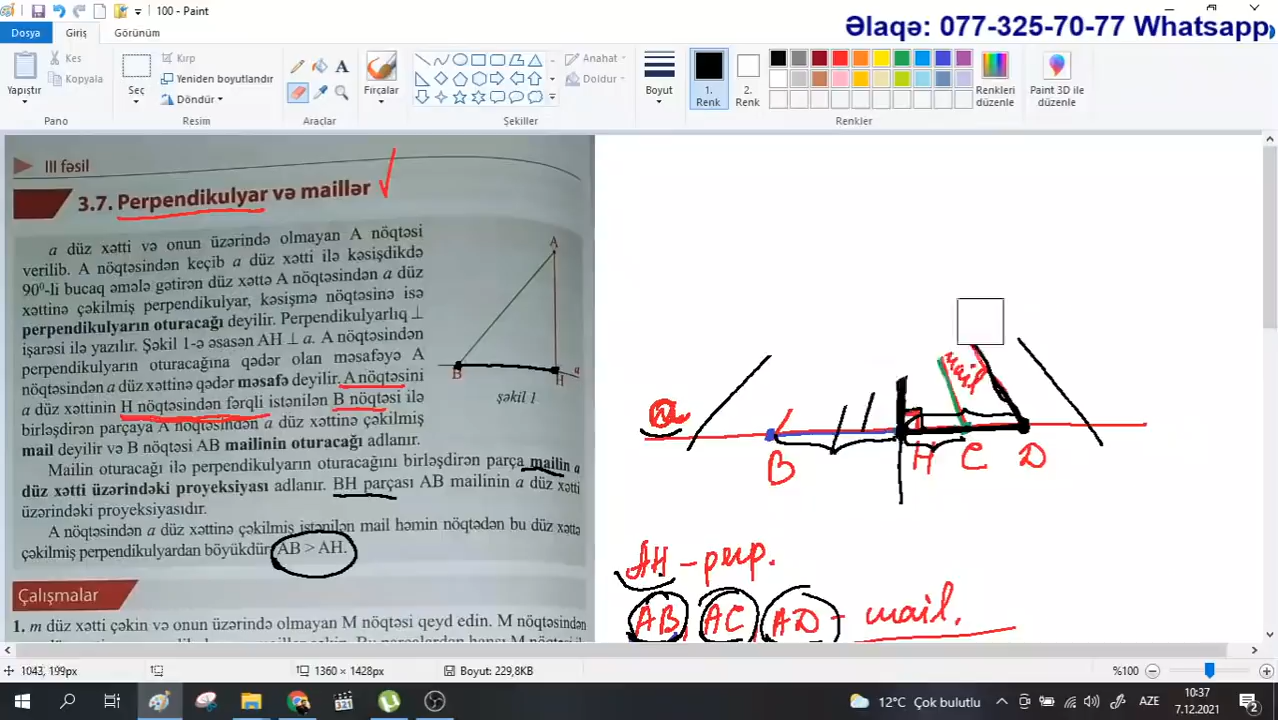 100 - Paint
Əlaqə: 077-325-70-77 Whatsapp
Dosya Giriş Görünüm
Yapıştır
Kes
Kopyala
Pano
Seç
Kırp
Yeniden boyutlandır
Döndür
Resim
A
Araçlar
Fırçalar
Şekiller
Anahat
Doldur
Boyut
1. Renk
2. Renk
Renkler
Renkleri düzenle
Paint 3D ile düzenle
III fəsil
3.7. Perpendikulyar və maillər
a düz xətti və onun üzərində olmayan A nöqtəsi
verilib. A nöqtəsindən keçib a düz xətti ilə kəsişdikdə
90⁰-li bucaq əmələ gətirən düz xəttə A nöqtəsindən a düz
xəttinə çəkilmiş perpendikulyar, kəsişmə nöqtəsinə isə
perpendikulyarın oturacağı deyilir. Perpendikulyarlıq ⊥
işarəsi ilə yazılır. Şəkil 1-ə əsasən AH ⊥ a. A nöqtəsindən
perpendikulyarın oturacağına qədər olan məsafəyə A
nöqtəsindən a düz xəttinə qədər məsafə deyilir. A nöqtəsini
a düz xəttinin H nöqtəsindən fərqli istənilən B nöqtəsi ilə
birləşdirən parçaya A nöqtəsindən a düz xəttinə çəkilmiş
mail deyilir və B nöqtəsi AB mailinin oturacağı adlanır.
A
B
H
a
şəkil 1
Mailin oturacağı ilə perpendikulyarın oturacağını birləşdirən parça mailin a
düz xətti üzərindəki proyeksiyası adlanır. BH parçası AB mailinin a düz xətti
üzərindəki proyeksiyasıdır.
A nöqtəsindən a düz xəttinə çəkilmiş istənilən mail həmin nöqtədən bu düz xəttə
çəkilmiş perpendikulyardan böyükdür AB > AH.
Çalışmalar
1. m düz xətti çəkin və onun üzərində olmayan M nöqtəsi qeyd edin. M nöqtəsindən
mail
B H C D
AH - perp.
AB, AC, AD - mail.
1043, 199px
1360 × 1428px
Boyut: 229,8KB
%100
12°C Çok bulutlu
AZE
10:37
7.12.2021
2